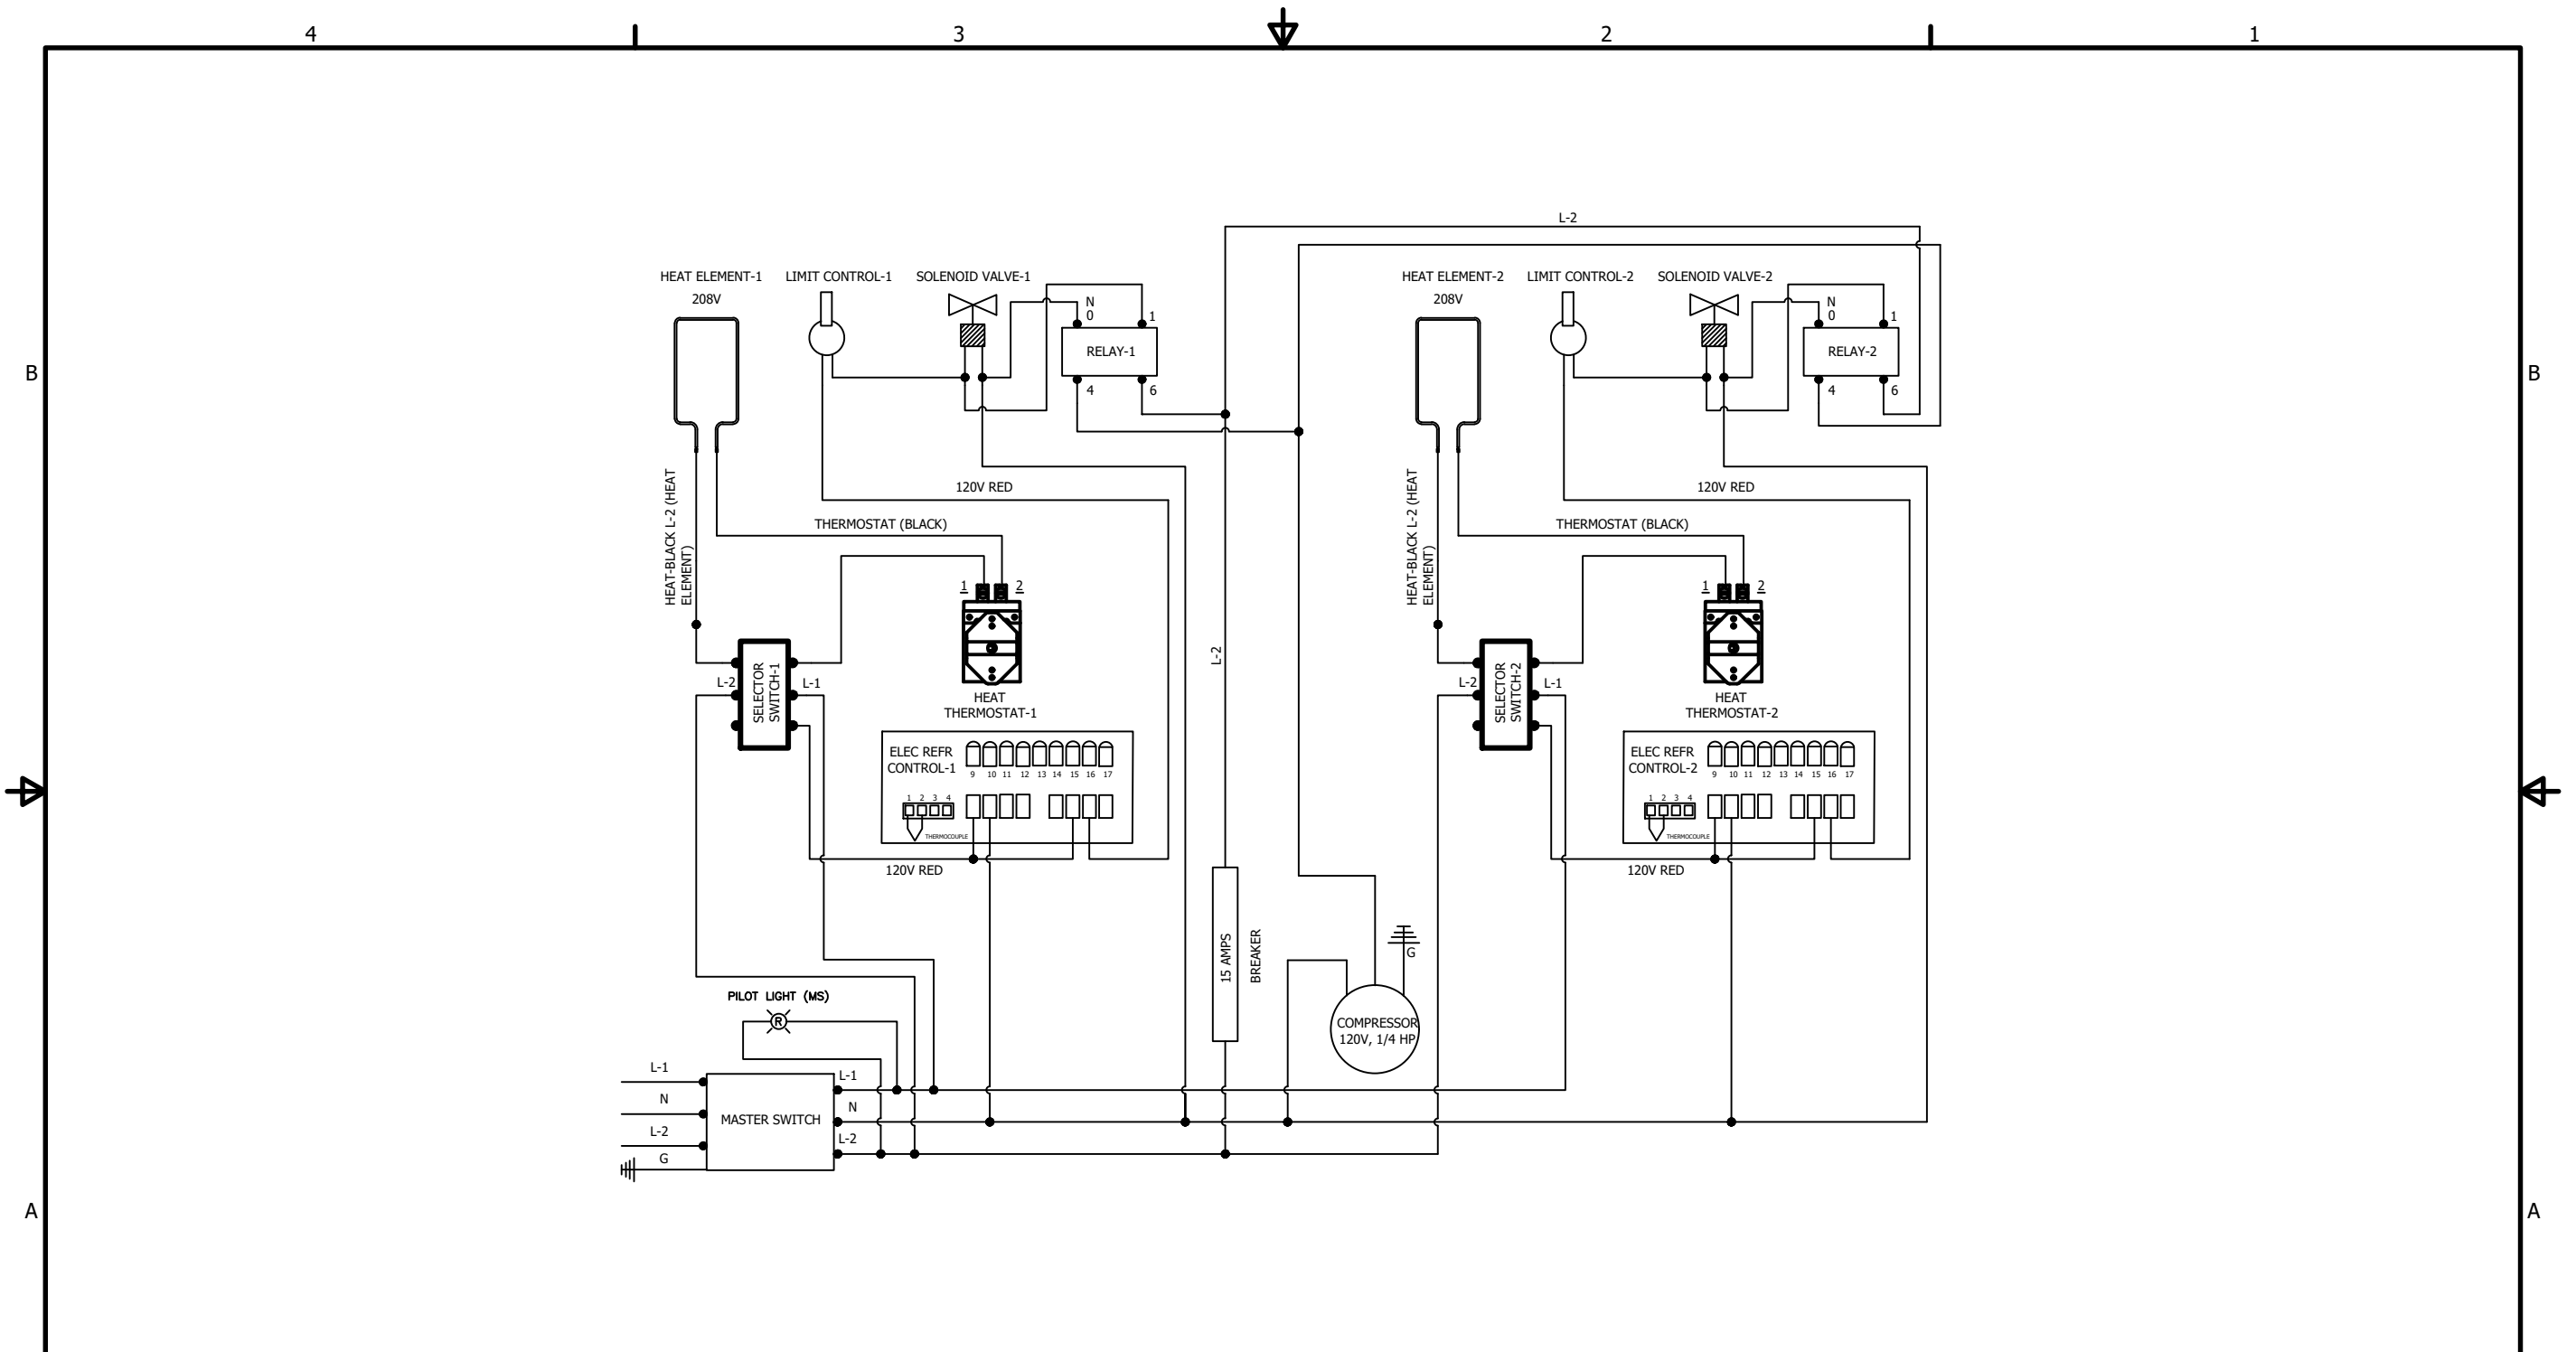 4 3 2 1
L-2
HEAT ELEMENT-1 LIMIT CONTROL-1 SOLENOID VALVE-1 HEAT ELEMENT-2 LIMIT CONTROL-2 SOLENOID VALVE-2
208V 208V
N N
0 1 0 1
RELAY-1 RELAY-2
B B
4 6 4 6
120V RED 120V RED
THERMOSTAT (BLACK) THERMOSTAT (BLACK)
HEAT-BLACK L-2 (HEAT
ELEMENT)
HEAT-BLACK L-2 (HEAT
ELEMENT)
1 2 1 2
L-2
L-2 L-1 L-2 L-1
SELECTOR
SWITCH-1
SELECTOR
SWITCH-2
HEAT
THERMOSTAT-1
HEAT
THERMOSTAT-2
ELEC REFR
CONTROL-1
9 10 11 12 13 14 15 16 17
1 2 3 4
THERMOCOUPLE
ELEC REFR
CONTROL-2
9 10 11 12 13 14 15 16 17
1 2 3 4
THERMOCOUPLE
120V RED 120V RED
15 AMPS
BREAKER
G
PILOT LIGHT (MS)
R
COMPRESSOR
120V, 1/4 HP
L-1 L-1
N N
MASTER SWITCH
L-2 L-2
G
A A